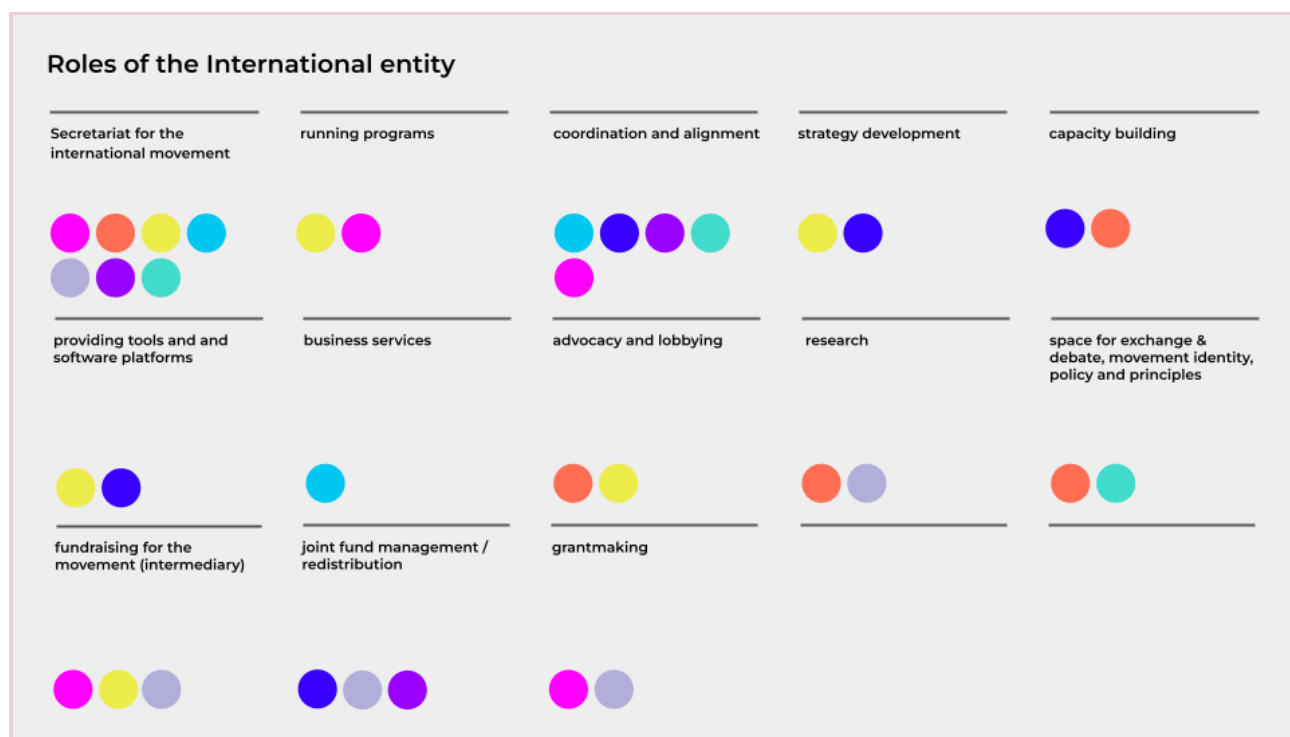 Roles of the International entity
Secretariat for the
international movement
running programs
coordination and alignment
strategy development
capacity building
providing tools and and
software platforms
business services
advocacy and lobbying
research
space for exchange &
debate, movement identity,
policy and principles
fundraising for the
movement (intermediary)
joint fund management /
redistribution
grantmaking